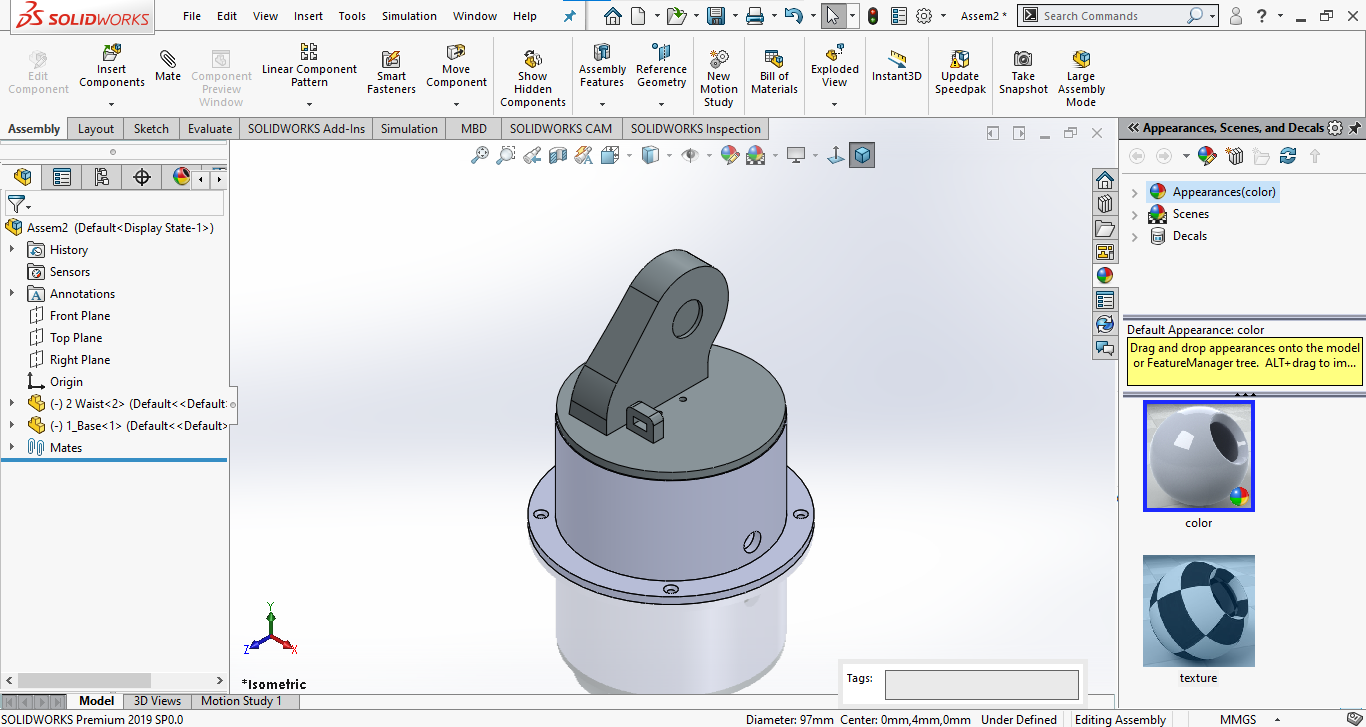 SOLIDWORKS
File Edit View Insert Tools Simulation Window Help
Assem2 *
Search Commands
Edit Component
Insert Components
Mate
Component Preview Window
Linear Component Pattern
Smart Fasteners
Move Component
Show Hidden Components
Assembly Features
Reference Geometry
New Motion Study
Bill of Materials
Exploded View
Instant3D
Update Speedpak
Take Snapshot
Large Assembly Mode
Assembly Layout Sketch Evaluate SOLIDWORKS Add-Ins Simulation MBD SOLIDWORKS CAM SOLIDWORKS Inspection
Appearances, Scenes, and Decals
Appearances(color)
Scenes
Decals
Assem2 (Default<Display State-1>)
History
Sensors
Annotations
Front Plane
Top Plane
Right Plane
Origin
(-) 2 Waist<2> (Default<<Default
(-) 1_Base<1> (Default<<Default>
Mates
Default Appearance: color
Drag and drop appearances onto the model
or FeatureManager tree. ALT+drag to im...
color
texture
Y
Z
X
*Isometric
Tags:
Model 3D Views Motion Study 1
SOLIDWORKS Premium 2019 SP0.0
Diameter: 97mm Center: 0mm,4mm,0mm Under Defined Editing Assembly MMGS